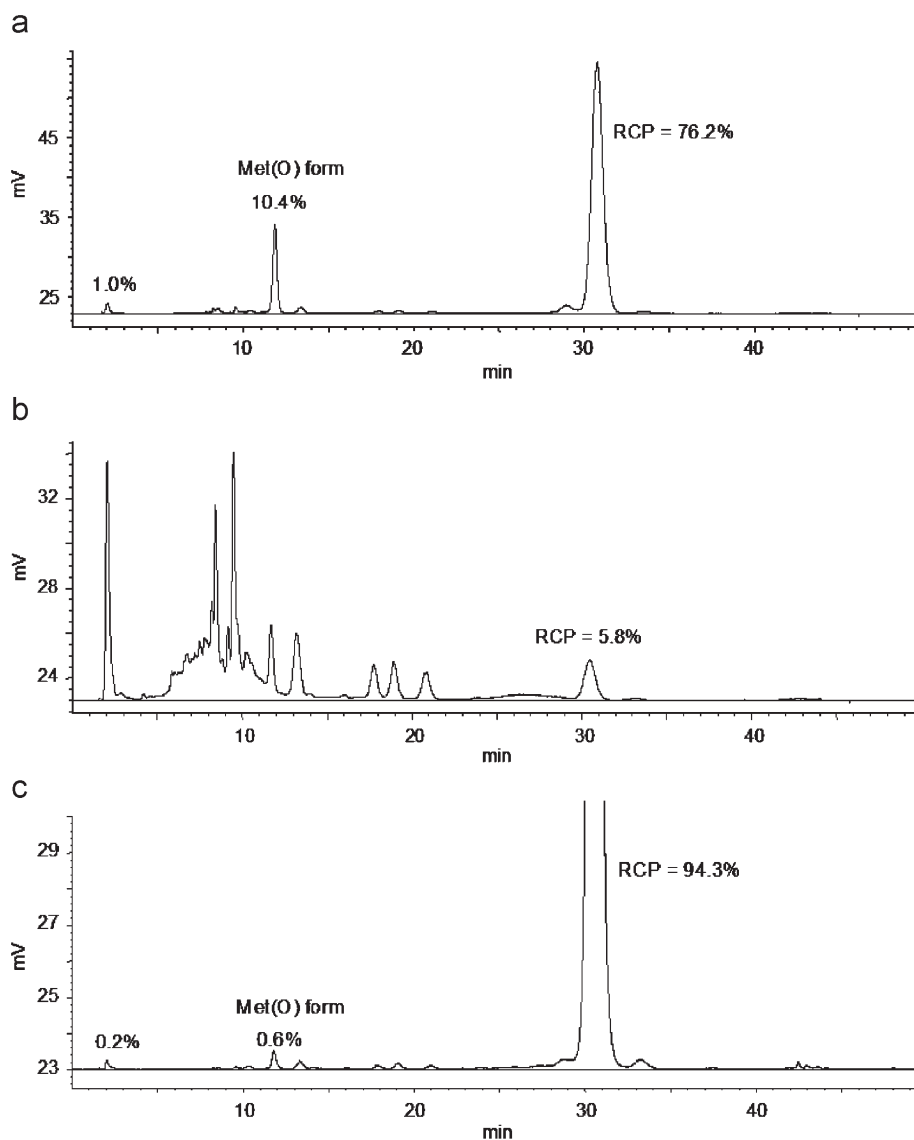 a
mV
45
35
25
1.0%
Met(O) form
10.4%
RCP = 76.2%
10 20 30 40
min
b
mV
32
28
24
RCP = 5.8%
10 20 30 40
min
c
mV
29
27
25
23
0.2%
Met(O) form
0.6%
RCP = 94.3%
10 20 30 40
min